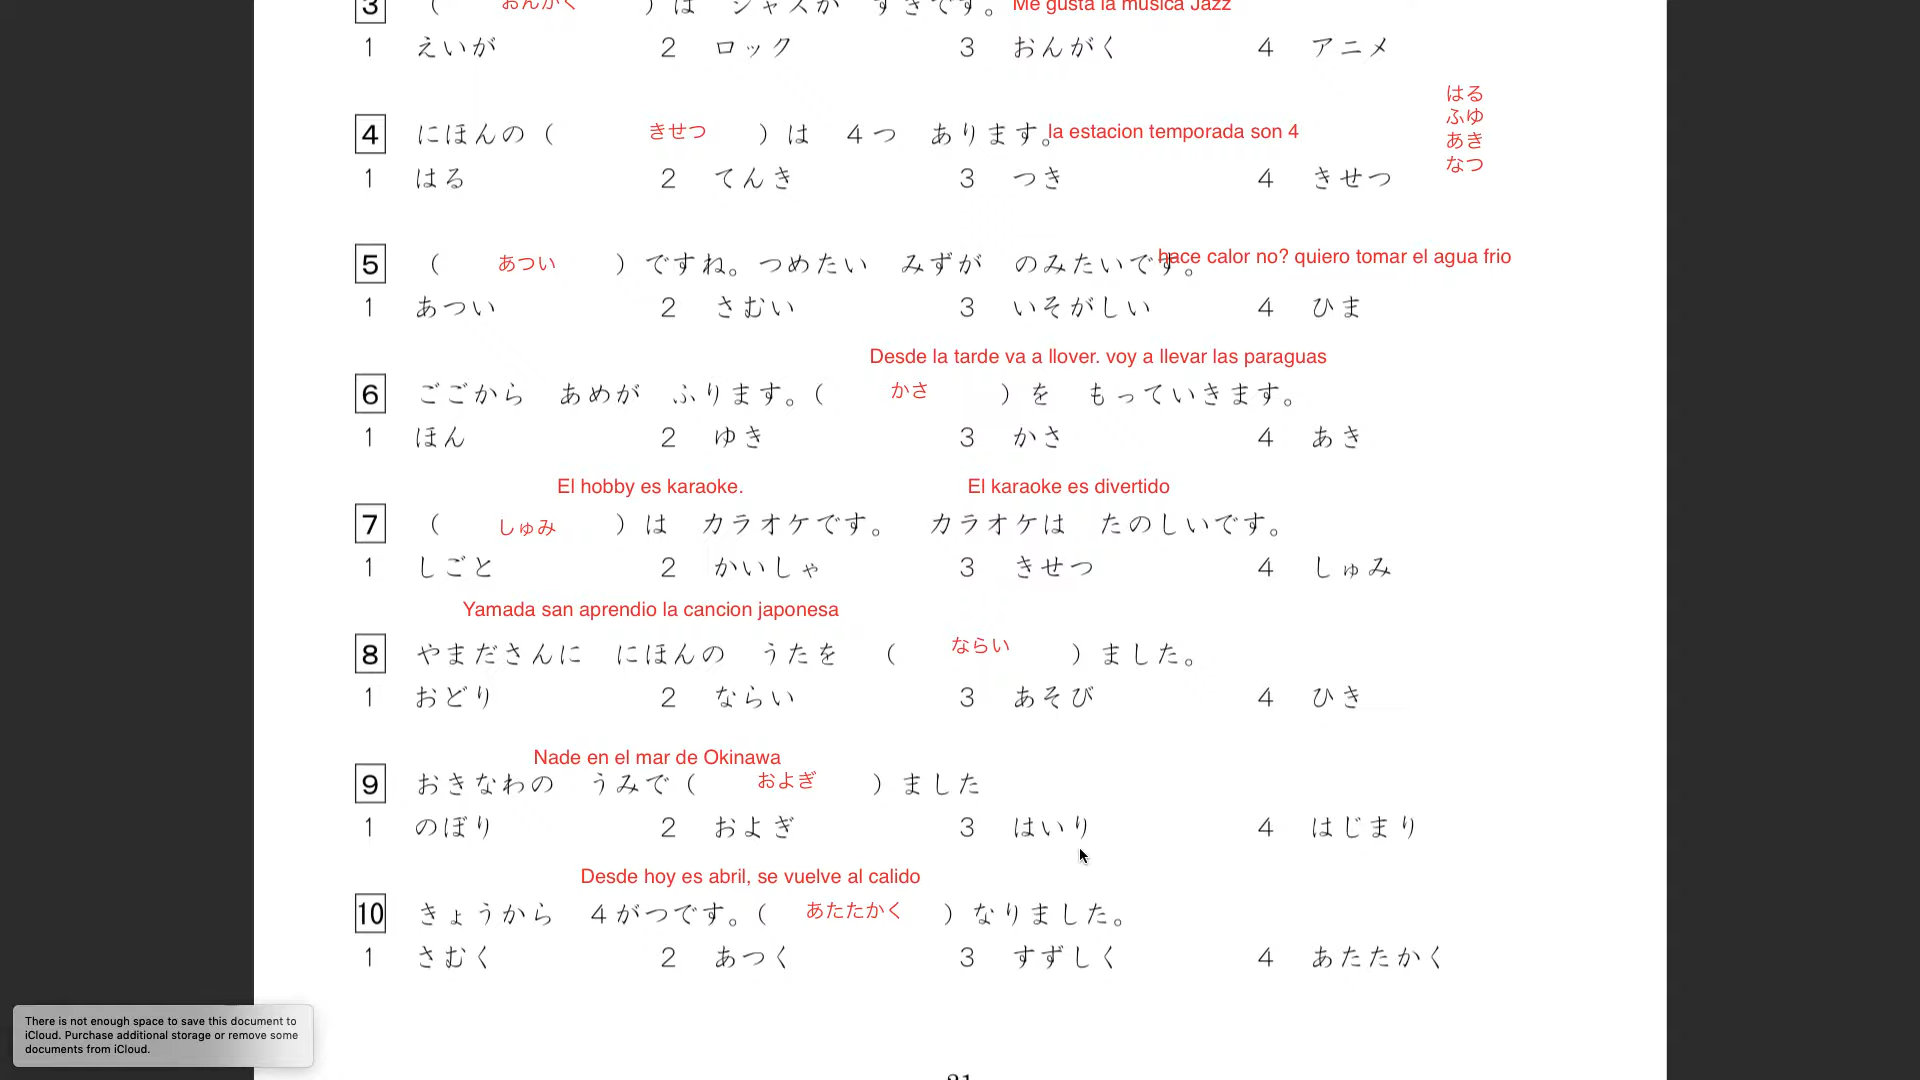 3 （ おんがく ）は ジャズが すきです。 Me gusta la musica Jazz
1 えいが 2 ロック 3 おんがく 4 アニメ
はる
ふゆ
あき
なつ
4 にほんの（ きせつ ）は 4つ あります。la estacion temporada son 4
1 はる 2 てんき 3 つき 4 きせつ
5 （ あつい ）ですね。つめたい みずが のみたいです。 hace calor no? quiero tomar el agua frio
1 あつい 2 さむい 3 いそがしい 4 ひま
Desde la tarde va a llover. voy a llevar las paraguas
6 ごごから あめが ふります。（ かさ ）を もっていきます。
1 ほん 2 ゆき 3 かさ 4 あき
El hobby es karaoke. El karaoke es divertido
7 （ しゅみ ）は カラオケです。 カラオケは たのしいです。
1 しごと 2 かいしゃ 3 きせつ 4 しゅみ
Yamada san aprendio la cancion japonesa
8 やまださんに にほんの うたを （ ならい ）ました。
1 おどり 2 ならい 3 あそび 4 ひき
Nade en el mar de Okinawa
9 おきなわの うみで（ およぎ ）ました
1 のぼり 2 およぎ 3 はいり 4 はじまり
Desde hoy es abril, se vuelve al calido
10 きょうから 4がつです。（ あたたかく ）なりました。
1 さむく 2 あつく 3 すずしく 4 あたたかく
There is not enough space to save this document to
iCloud. Purchase additional storage or remove some
documents from iCloud.